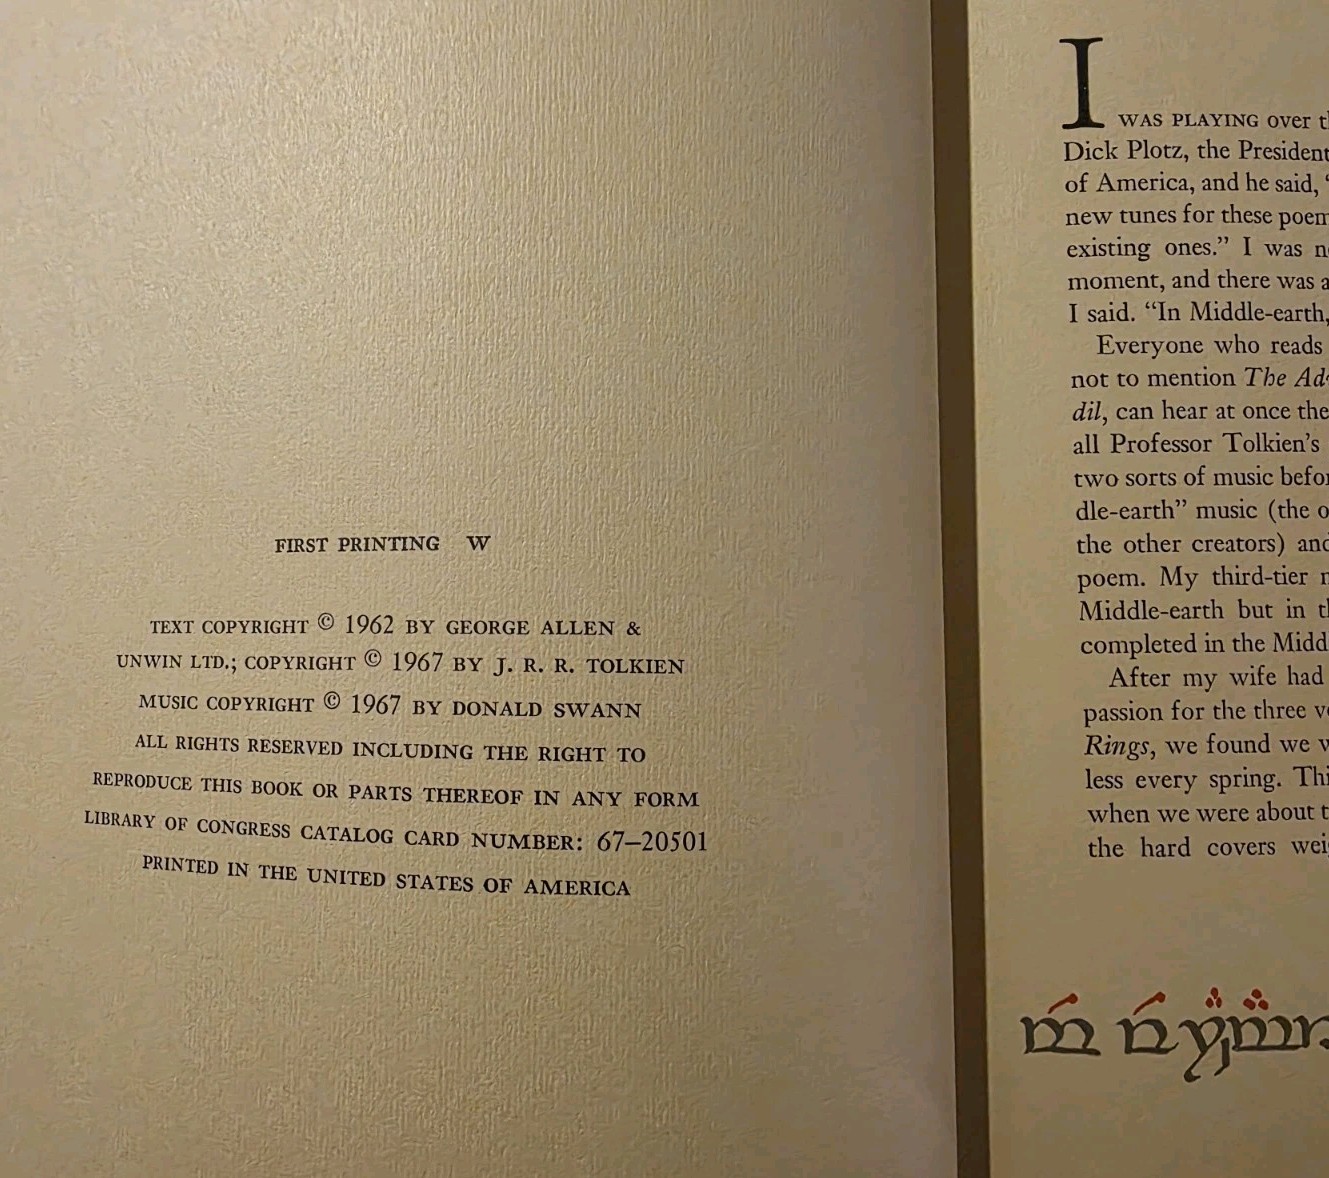 FIRST PRINTING W
TEXT COPYRIGHT © 1962 BY GEORGE ALLEN &
UNWIN LTD.; COPYRIGHT © 1967 BY J. R. R. TOLKIEN
MUSIC COPYRIGHT © 1967 BY DONALD SWANN
ALL RIGHTS RESERVED INCLUDING THE RIGHT TO
REPRODUCE THIS BOOK OR PARTS THEREOF IN ANY FORM
LIBRARY OF CONGRESS CATALOG CARD NUMBER: 67–20501
PRINTED IN THE UNITED STATES OF AMERICA
I WAS PLAYING over
Dick Plotz, the President
of America, and he said,
new tunes for these
existing ones.” I was
moment, and there was
I said. “In Middle-earth,
Everyone who reads
not to mention The
dil, can hear at once the
all Professor Tolkien’s
two sorts of music
dle-earth” music (the
the other creators)
poem. My third-tier
Middle-earth but in
completed in the
After my wife had
passion for the three
Rings, we found we
less every spring.
when we were about
the hard covers